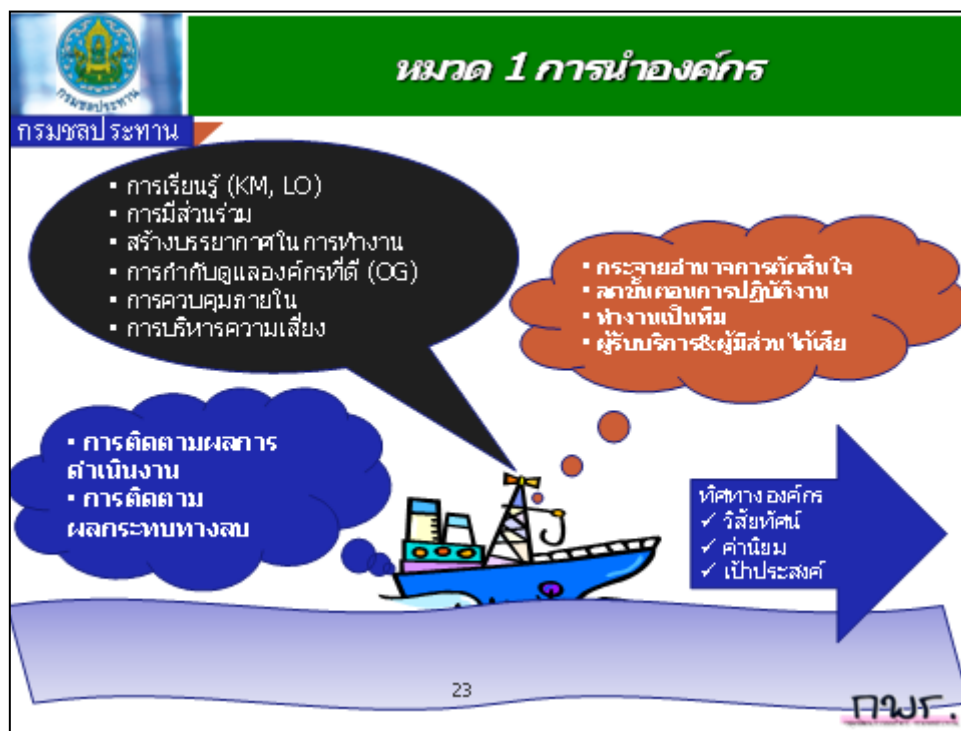 หมวด 1 การนำองค์กร
กรมชลประทาน
กรมชลประทาน
▪ การเรียนรู้ (KM, LO)
▪ การมีส่วนร่วม
▪ สร้างบรรยากาศในการทำงาน
▪ การกำกับดูแลองค์กรที่ดี (OG)
▪ การควบคุมภายใน
▪ การบริหารความเสี่ยง
▪ กระจายอำนาจการตัดสินใจ
▪ ลดขั้นตอนการปฏิบัติงาน
▪ ทำงานเป็นทีม
▪ ผู้รับบริการ&ผู้มีส่วนได้เสีย
▪ การติดตามผลการ
ดำเนินงาน
▪ การติดตาม
ผลกระทบทางลบ
ทิศทางองค์กร
✓ วิสัยทัศน์
✓ ค่านิยม
✓ เป้าประสงค์
23
กพร.